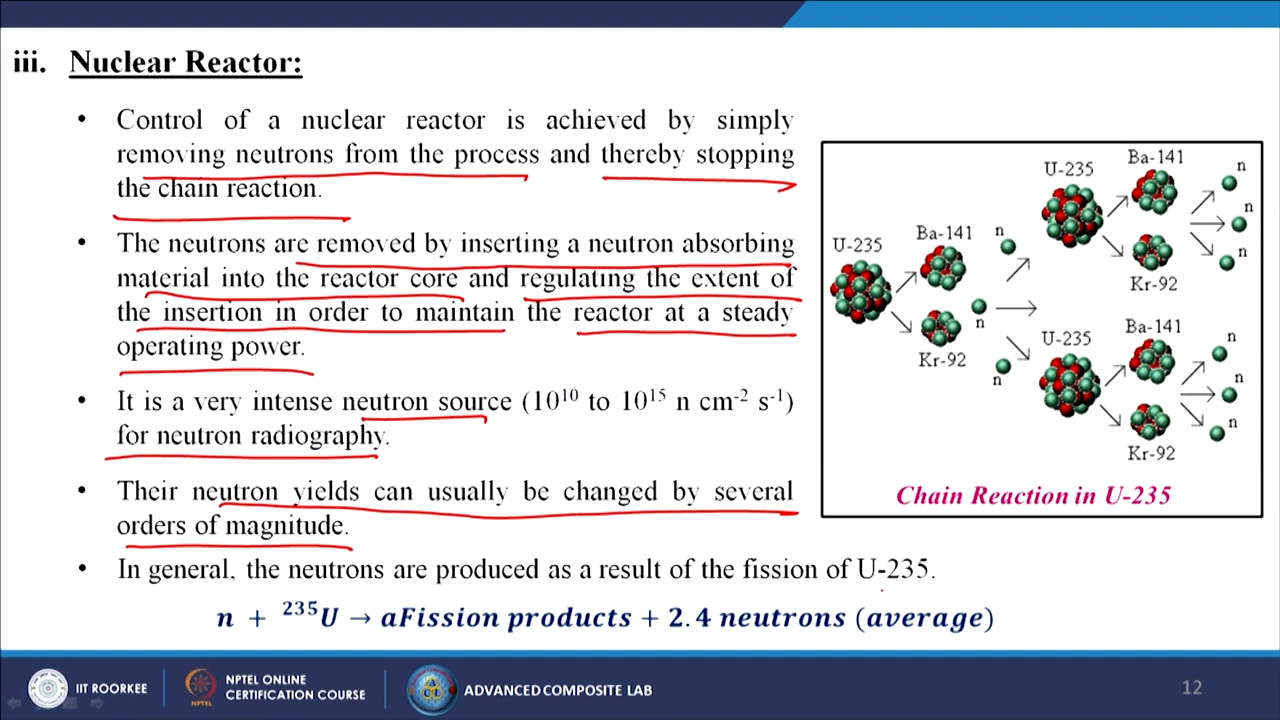 iii. Nuclear Reactor:
• Control of a nuclear reactor is achieved by simply
removing neutrons from the process and thereby stopping
the chain reaction.
• The neutrons are removed by inserting a neutron absorbing
material into the reactor core and regulating the extent of
the insertion in order to maintain the reactor at a steady
operating power.
• It is a very intense neutron source (10¹⁰ to 10¹⁵ n cm⁻² s⁻¹)
for neutron radiography.
• Their neutron yields can usually be changed by several
orders of magnitude.
• In general, the neutrons are produced as a result of the fission of U-235.
n + ²³⁵U → aFission products + 2.4 neutrons (average)
U-235
Ba-141
Kr-92
n
n
n
U-235
Ba-141
Kr-92
n
n
n
U-235
Ba-141
Kr-92
n
n
n
Chain Reaction in U-235
IIT ROORKEE
NPTEL
NPTEL ONLINE
CERTIFICATION COURSE
ADVANCED COMPOSITE LAB
12